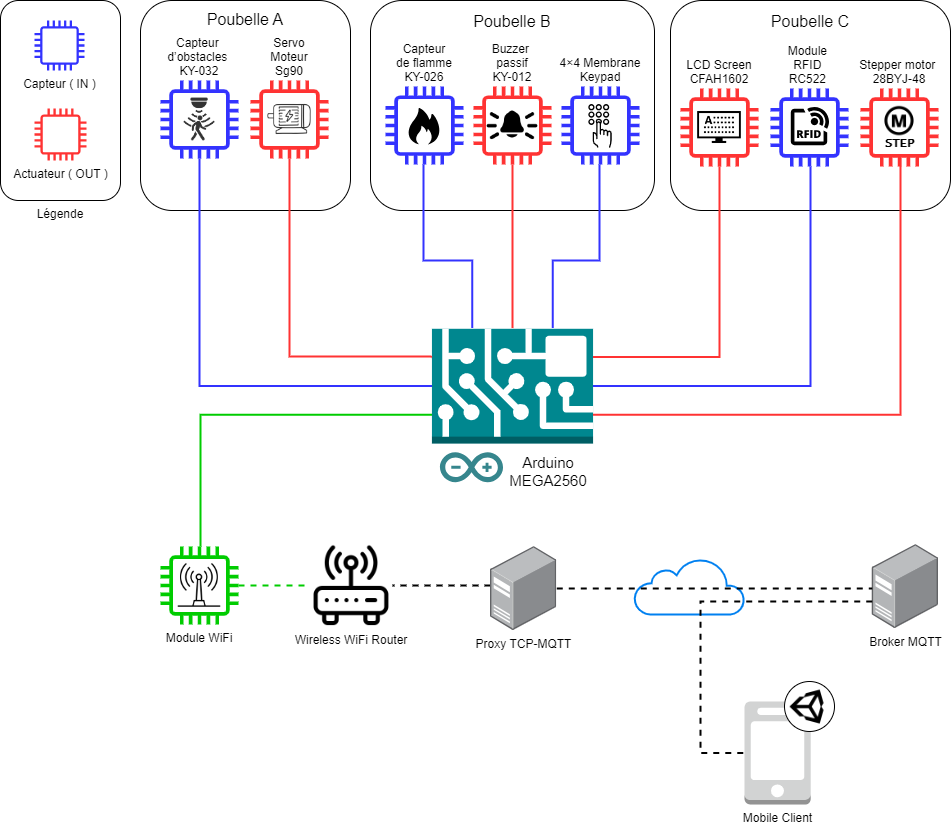 Capteur ( IN )
Actuateur ( OUT )
Légende
Poubelle A
Capteur
d'obstacles
KY-032
Servo
Moteur
Sg90
Poubelle B
Capteur
de flamme
KY-026
Buzzer
passif
KY-012
4×4 Membrane
Keypad
Poubelle C
LCD Screen
CFAH1602
A
Module
RFID
RC522
RFID
Stepper motor
28BYJ-48
M
STEP
Arduino
MEGA2560
Module WiFi
Wireless WiFi Router
Proxy TCP-MQTT
Broker MQTT
Mobile Client